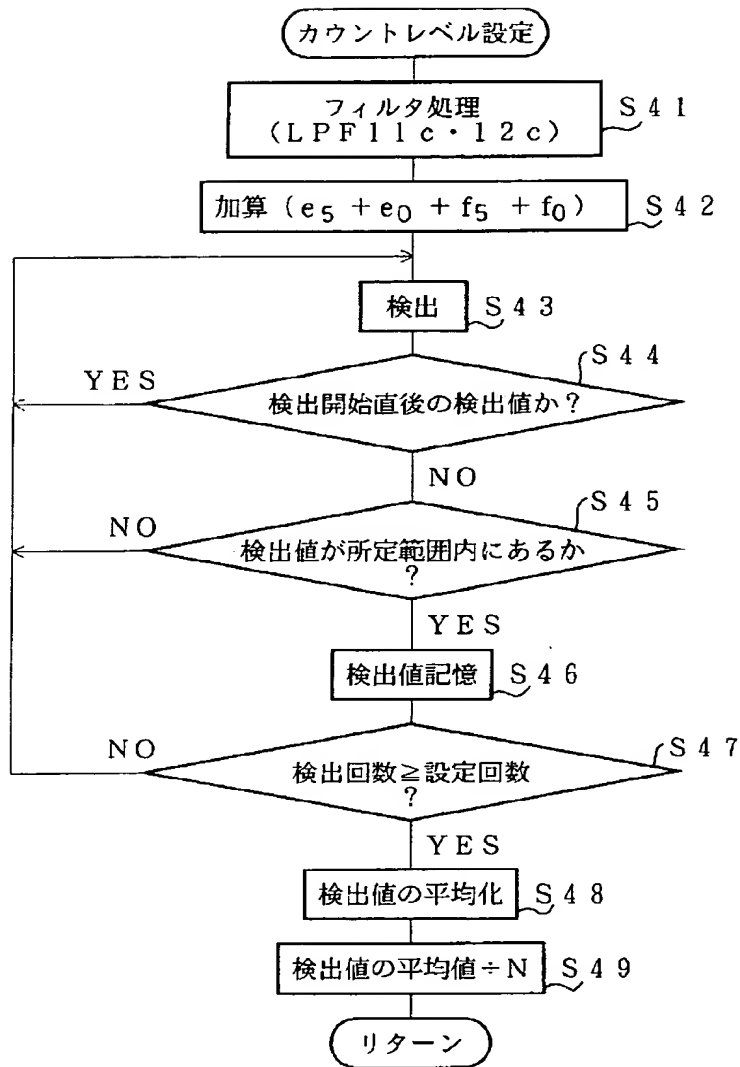 カウントレベル設定
フィルタ処理
(LPF11c・12c)
S41
加算(e5+e0+f5+f0)
S42
検出
S43
S44
YES
検出開始直後の検出値か?
NO
S45
NO
検出値が所定範囲内にあるか
?
YES
検出値記憶
S46
NO
S47
検出回数≧設定回数
?
YES
検出値の平均化
S48
検出値の平均値÷N
S49
リターン